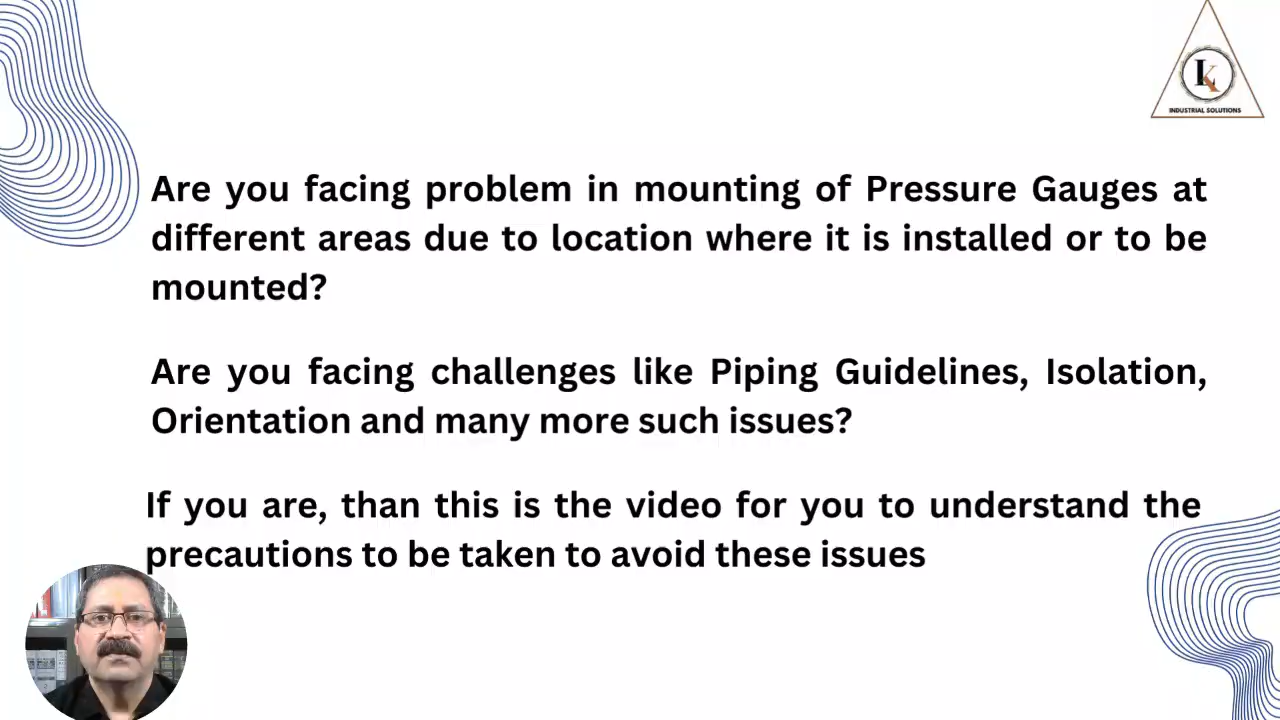 LK
INDUSTRIAL SOLUTIONS
Are you facing problem in mounting of Pressure Gauges at
different areas due to location where it is installed or to be
mounted?
Are you facing challenges like Piping Guidelines, Isolation,
Orientation and many more such issues?
If you are, than this is the video for you to understand the
precautions to be taken to avoid these issues